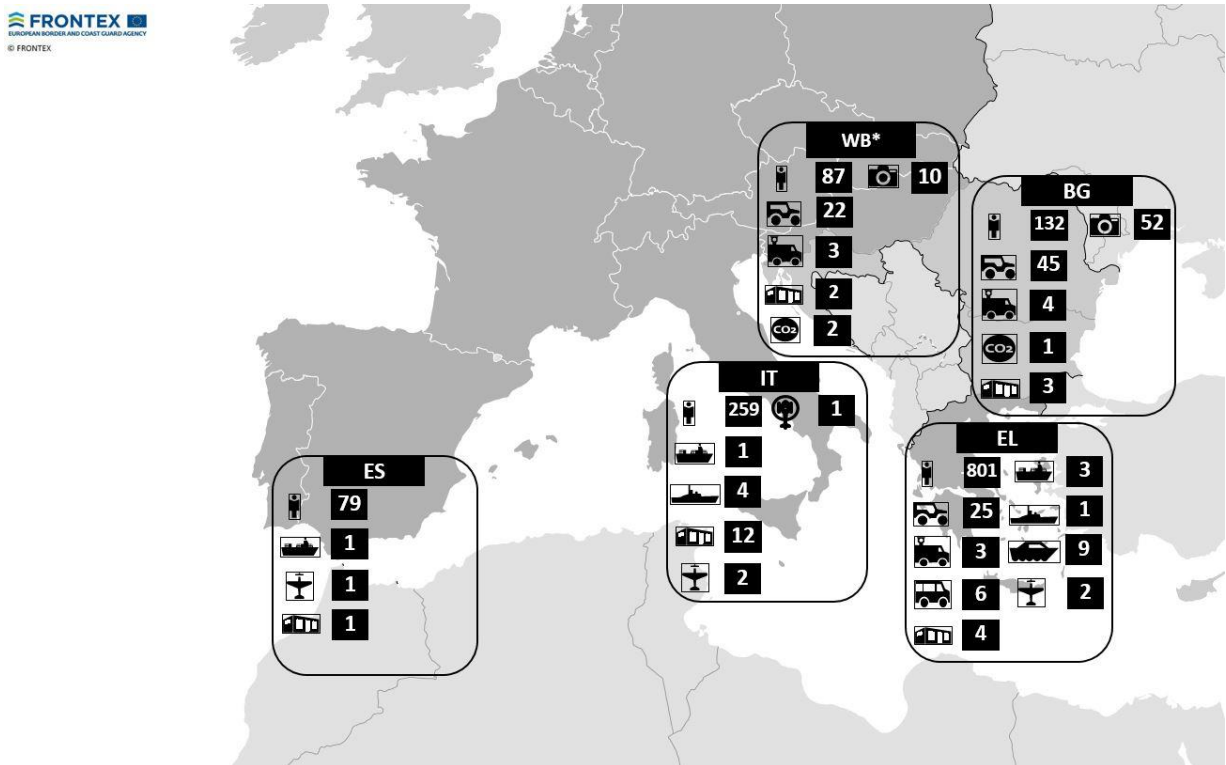 FRONTEX
EUROPEAN BORDER AND COAST GUARD AGENCY
© FRONTEX
WB*
87 10
22
3
2
CO2 2
BG
132 52
45
4
CO2 1
3
IT
259 1
1
4
12
2
EL
801 3
25 1
3 9
6 2
4
ES
79
1
1
1